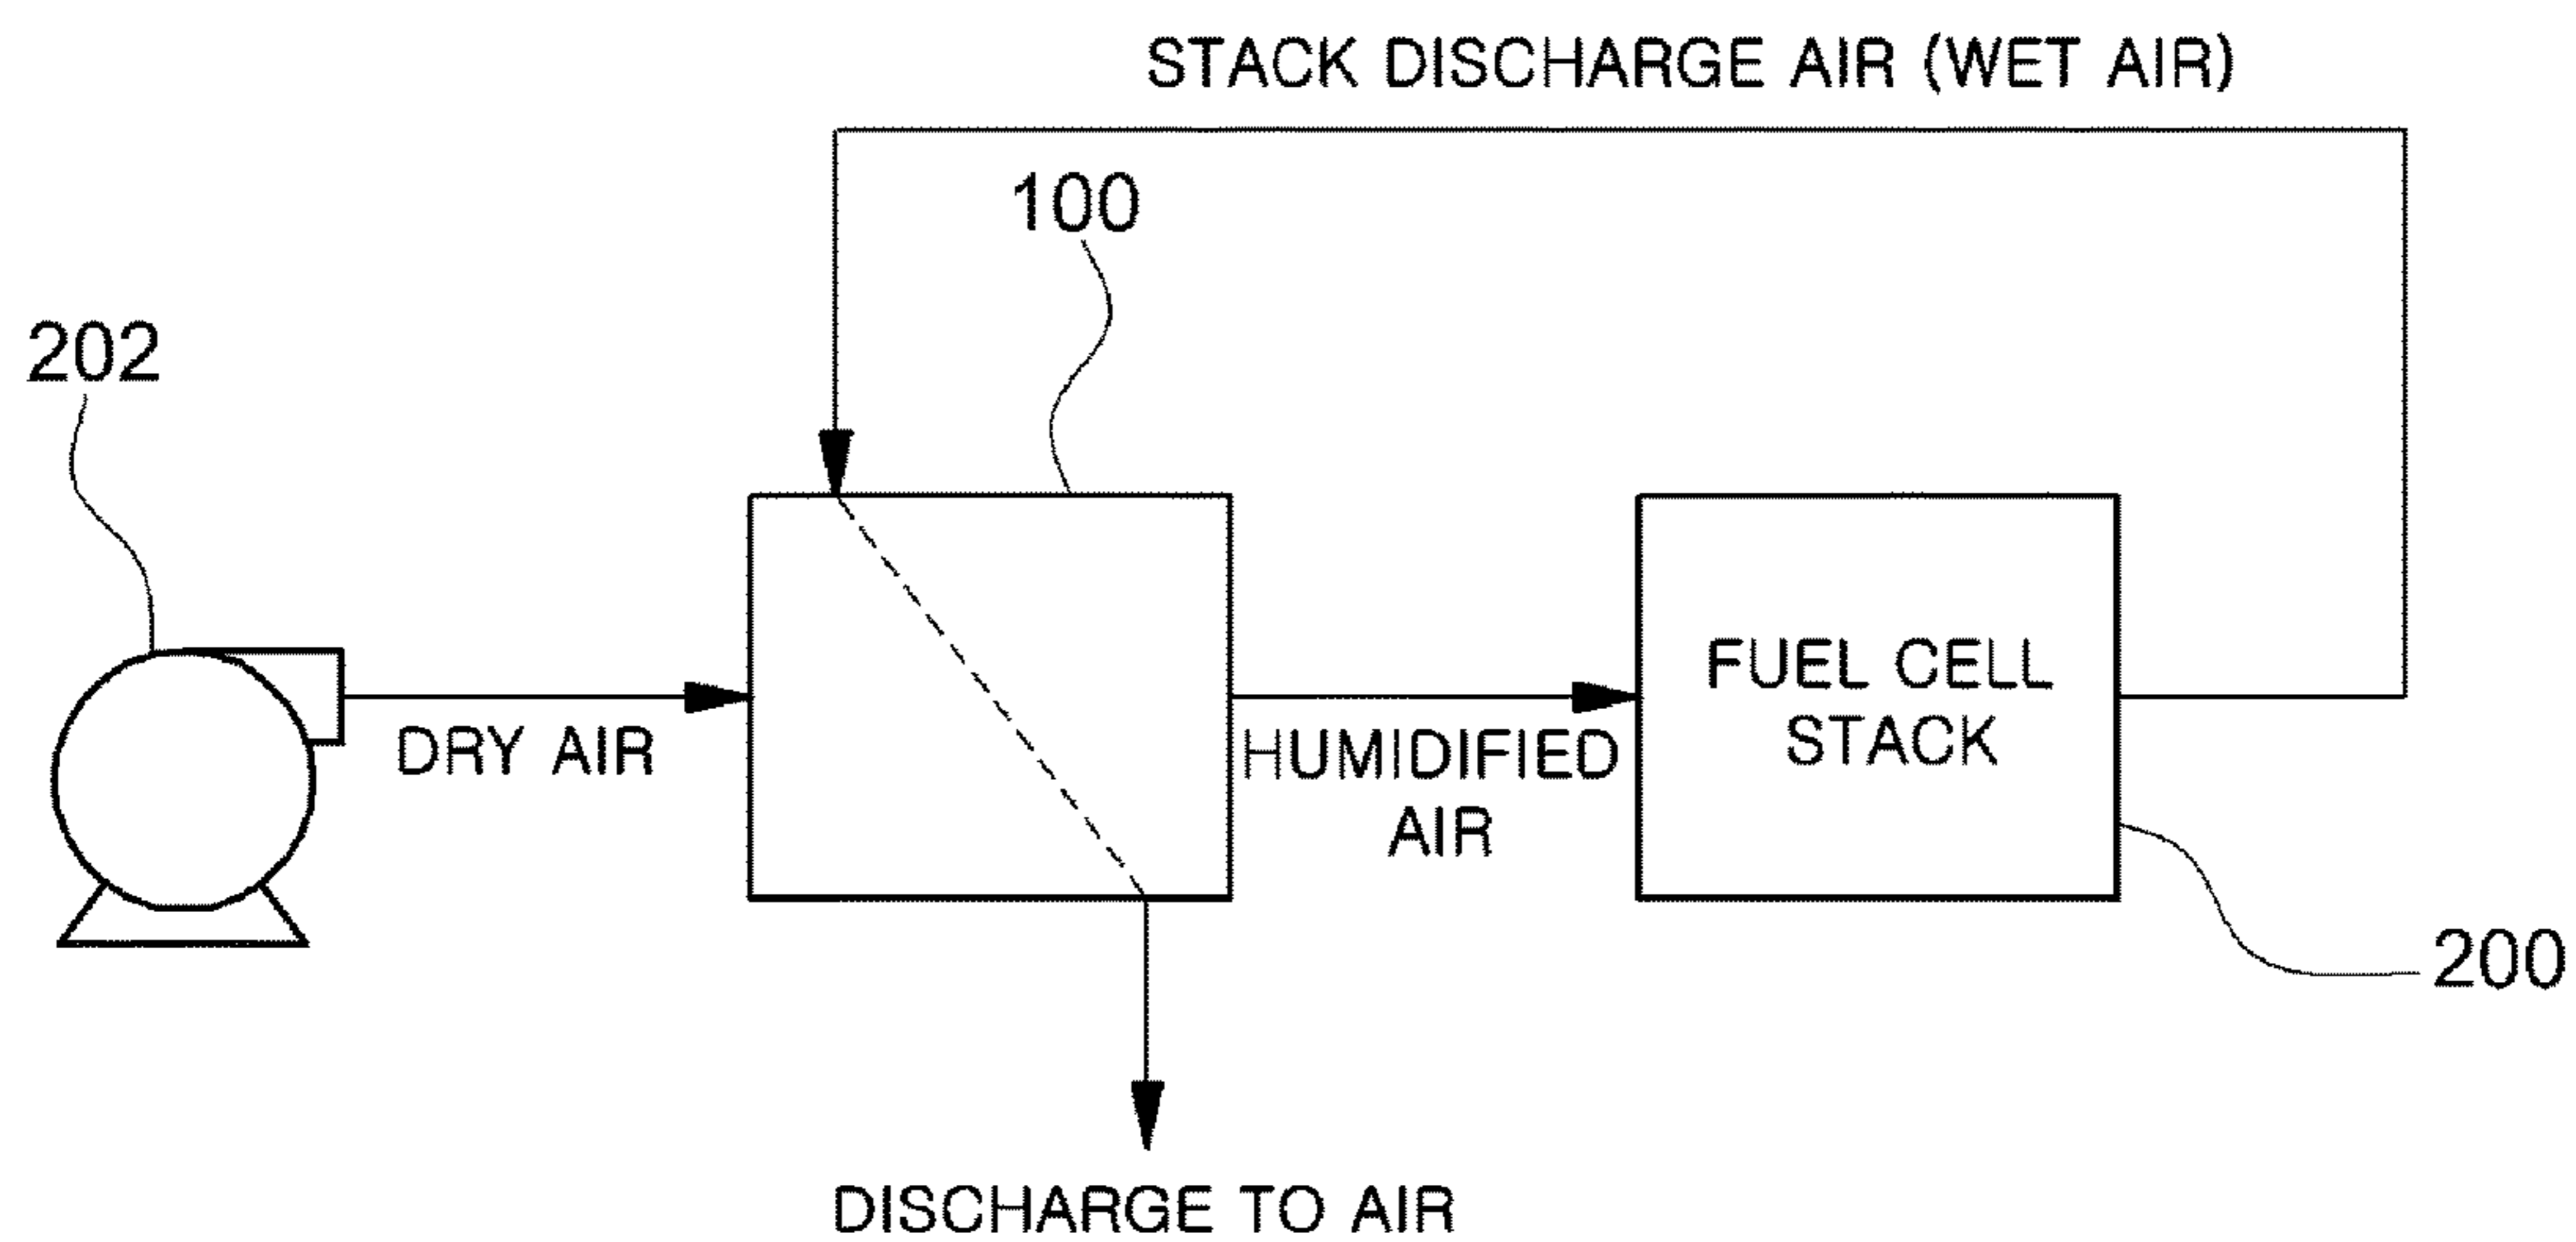 STACK DISCHARGE AIR (WET AIR)
100
202
FUEL CELL
STACK
DRY AIR
HUMIDIFIED
AIR
200
DISCHARGE TO AIR